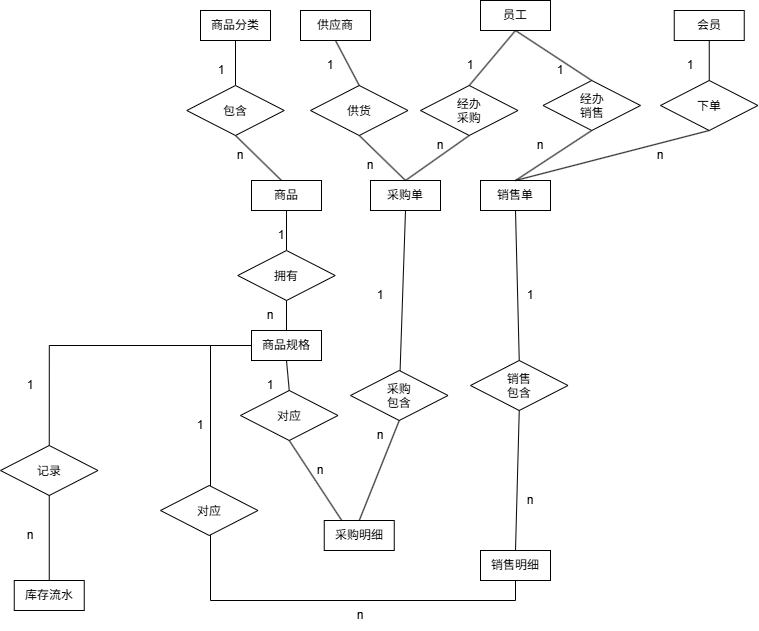 商品分类
供应商
员工
会员
1
1
1
1
1
包含
供货
经办
采购
经办
销售
下单
n
n
n
n
n
商品
采购单
销售单
1
拥有
n
1
1
商品规格
1
1
对应
采购
包含
销售
包含
1
n
n
记录
对应
n
n
采购明细
销售明细
库存流水
n